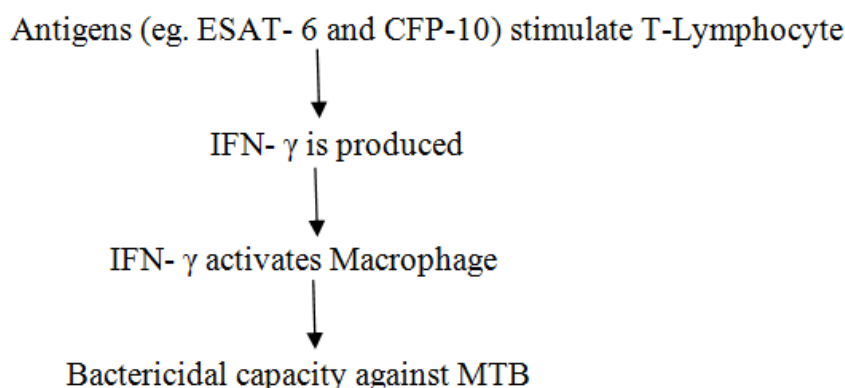 Antigens (eg. ESAT- 6 and CFP-10) stimulate T-Lymphocyte
IFN- γ is produced
IFN- γ activates Macrophage
Bactericidal capacity against MTB